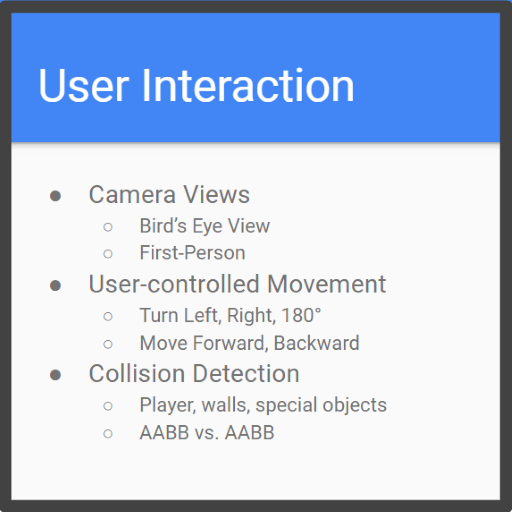 User Interaction
● Camera Views
○ Bird’s Eye View
○ First-Person
● User-controlled Movement
○ Turn Left, Right, 180°
○ Move Forward, Backward
● Collision Detection
○ Player, walls, special objects
○ AABB vs. AABB